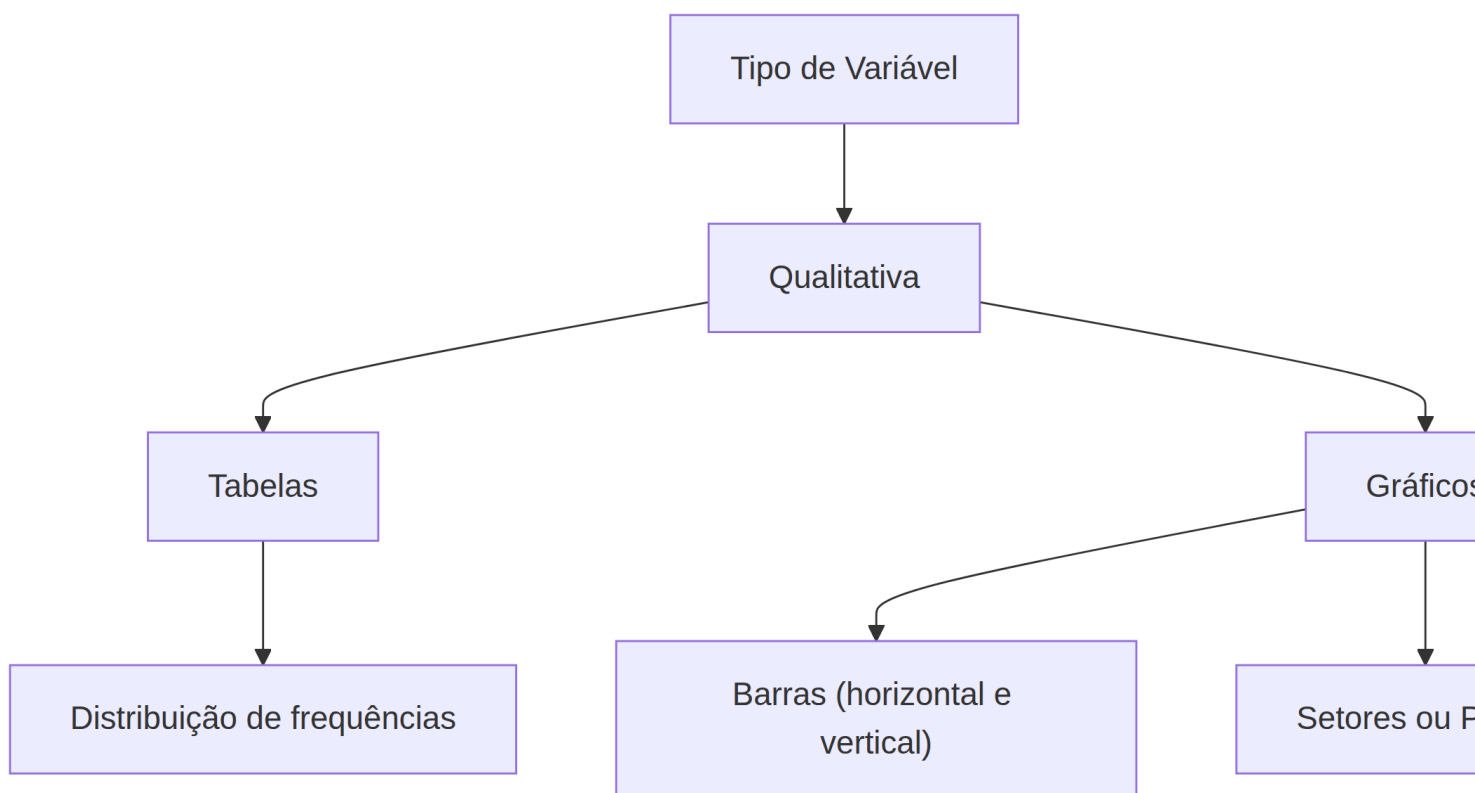 Tipo de Variável
Qualitativa
Tabelas
Gráficos
Distribuição de frequências
Barras (horizontal e
vertical)
Setores ou